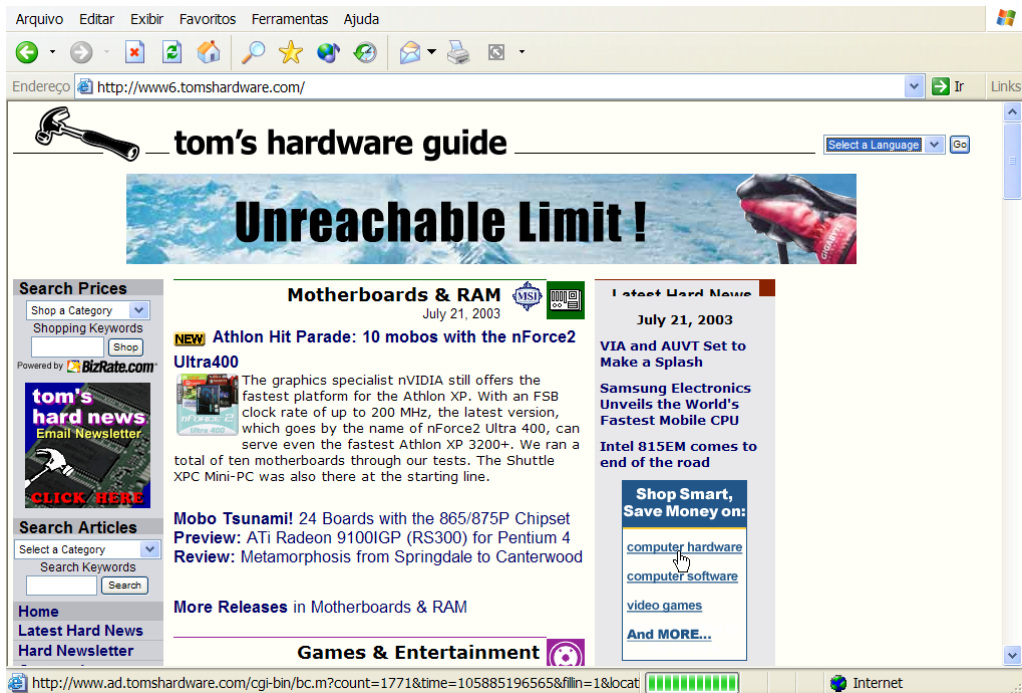 Arquivo Editar Exibir Favoritos Ferramentas Ajuda
Endereço http://www6.tomshardware.com/ Ir Links
tom's hardware guide
Select a Language Go
Unreachable Limit !
GIGABYTE
Search Prices
Shop a Category
Shopping Keywords
Shop
Powered by BizRate.com
tom's
hard news
Email Newsletter
CLICK HERE
Search Articles
Select a Category
Search Keywords
Search
Home
Latest Hard News
Hard Newsletter
Motherboards & RAM
MSI
July 21, 2003
NEW Athlon Hit Parade: 10 mobos with the nForce2
Ultra400
nFORCE 2
Ultra 400
The graphics specialist nVIDIA still offers the
fastest platform for the Athlon XP. With an FSB
clock rate of up to 200 MHz, the latest version,
which goes by the name of nForce2 Ultra 400, can
serve even the fastest Athlon XP 3200+. We ran a
total of ten motherboards through our tests. The Shuttle
XPC Mini-PC was also there at the starting line.
Mobo Tsunami! 24 Boards with the 865/875P Chipset
Preview: ATi Radeon 9100IGP (RS300) for Pentium 4
Review: Metamorphosis from Springdale to Canterwood
More Releases in Motherboards & RAM
Games & Entertainment
Latest Hard News
July 21, 2003
VIA and AUVT Set to
Make a Splash
Samsung Electronics
Unveils the World's
Fastest Mobile CPU
Intel 815EM comes to
end of the road
Shop Smart,
Save Money on:
computer hardware
computer software
video games
And MORE...
http://www.ad.tomshardware.com/cgi-bin/bc.m?count=1771&time=105885196565&fillin=1&locat
Internet